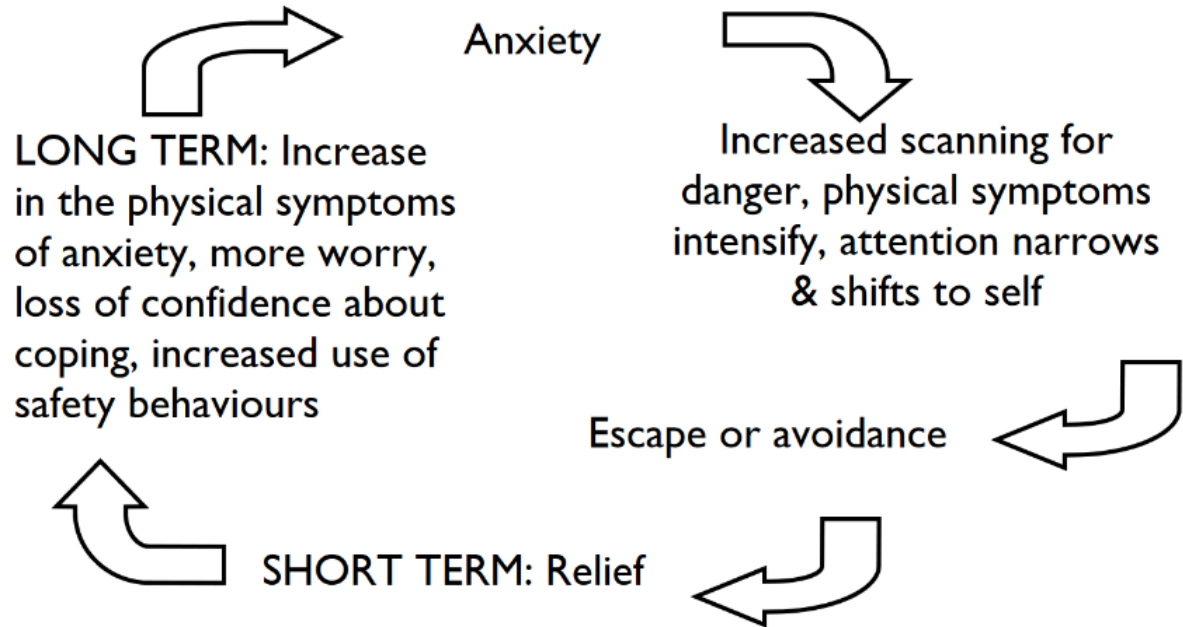 Anxiety
Increased scanning for
danger, physical symptoms
intensify, attention narrows
& shifts to self
Escape or avoidance
SHORT TERM: Relief
LONG TERM: Increase
in the physical symptoms
of anxiety, more worry,
loss of confidence about
coping, increased use of
safety behaviours